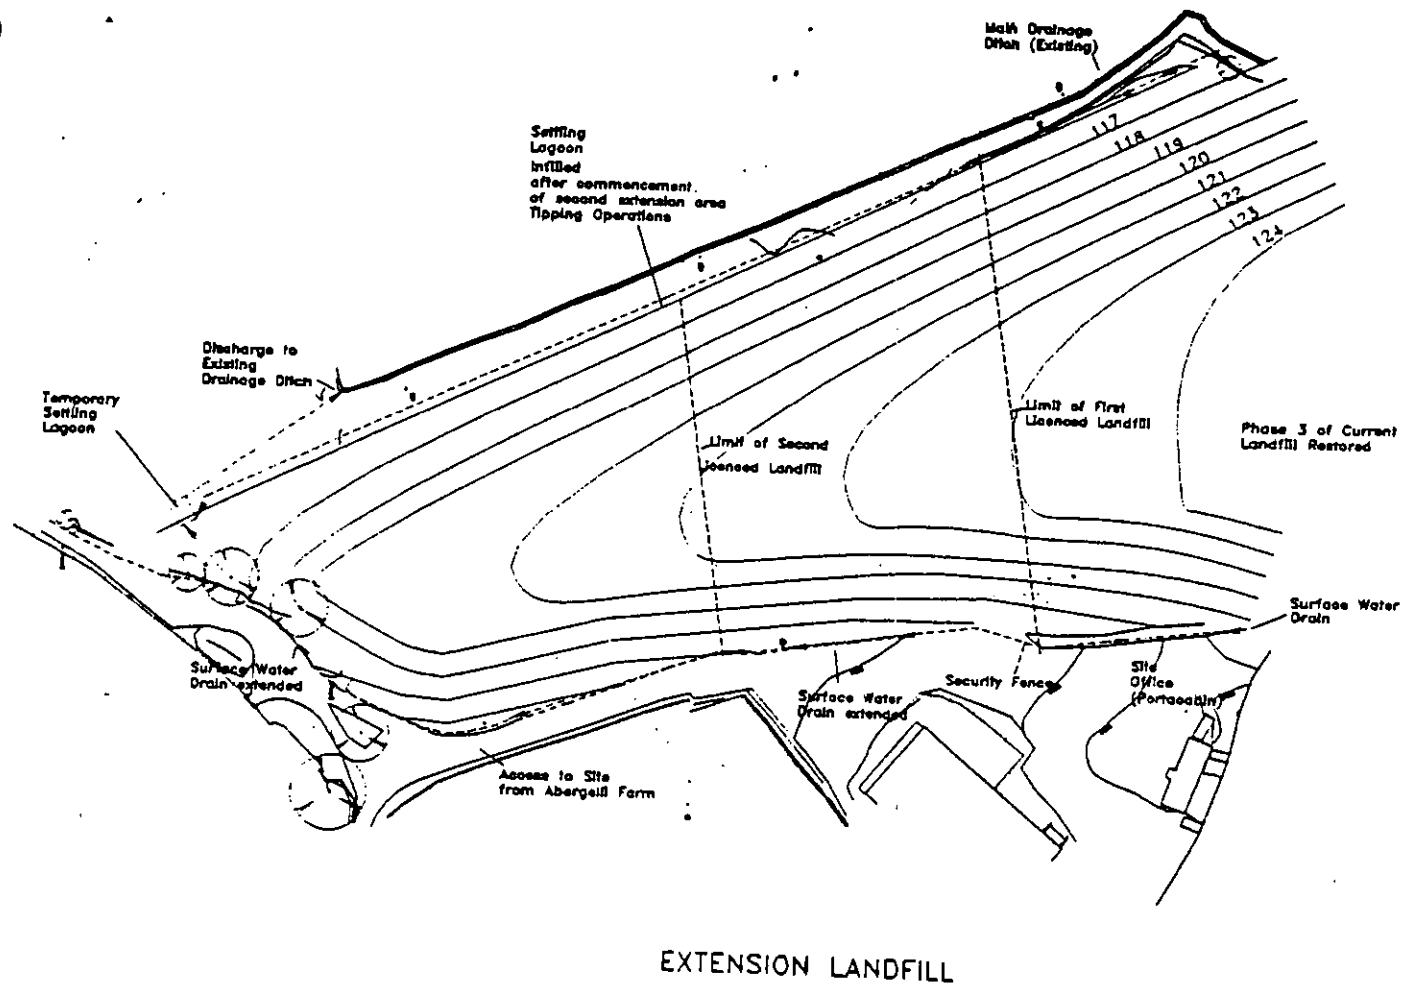 Main Drainage
Ditch (Existing)
Settling
Lagoon
Infilled
after commencement
of second extension area
Tipping Operations
117
118
119
120
121
122
123
124
Discharge to
Existing
Drainage Ditch
Temporary
Settling
Lagoon
Limit of First
Licenced Landfill
Limit of Second
Licenced Landfill
Phase 3 of Current
Landfill Restored
Surface Water
Drain
Surface Water
Drain extended
Surface Water
Drain extended
Security Fence
Site
Office
(Portacabin)
Access to Site
from Abergelli Farm
EXTENSION LANDFILL